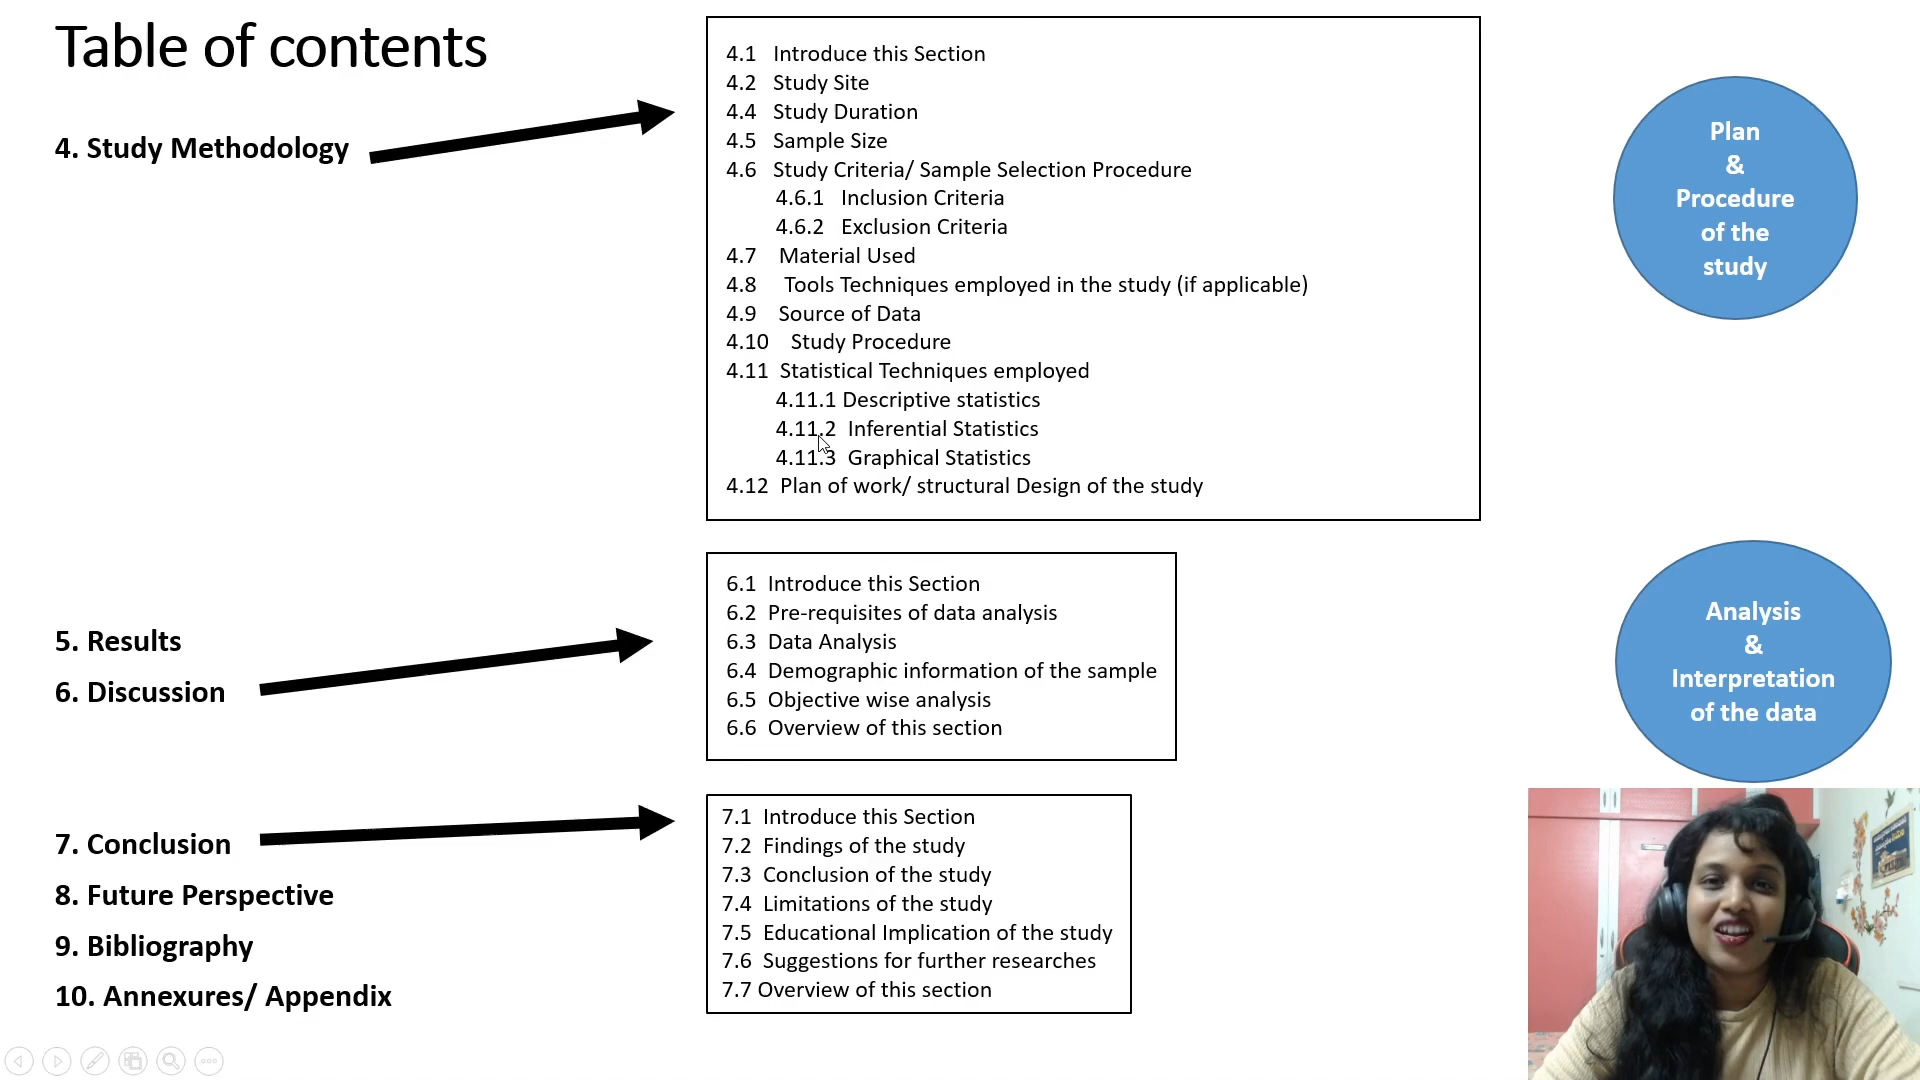 Table of contents
4. Study Methodology
4.1 Introduce this Section
4.2 Study Site
4.4 Study Duration
4.5 Sample Size
4.6 Study Criteria/ Sample Selection Procedure
4.6.1 Inclusion Criteria
4.6.2 Exclusion Criteria
4.7 Material Used
4.8 Tools Techniques employed in the study (if applicable)
4.9 Source of Data
4.10 Study Procedure
4.11 Statistical Techniques employed
4.11.1 Descriptive statistics
4.11.2 Inferential Statistics
4.11.3 Graphical Statistics
4.12 Plan of work/ structural Design of the study
Plan
&
Procedure
of the
study
5. Results
6. Discussion
6.1 Introduce this Section
6.2 Pre-requisites of data analysis
6.3 Data Analysis
6.4 Demographic information of the sample
6.5 Objective wise analysis
6.6 Overview of this section
Analysis
&
Interpretation
of the data
7. Conclusion
8. Future Perspective
9. Bibliography
10. Annexures/ Appendix
7.1 Introduce this Section
7.2 Findings of the study
7.3 Conclusion of the study
7.4 Limitations of the study
7.5 Educational Implication of the study
7.6 Suggestions for further researches
7.7 Overview of this section